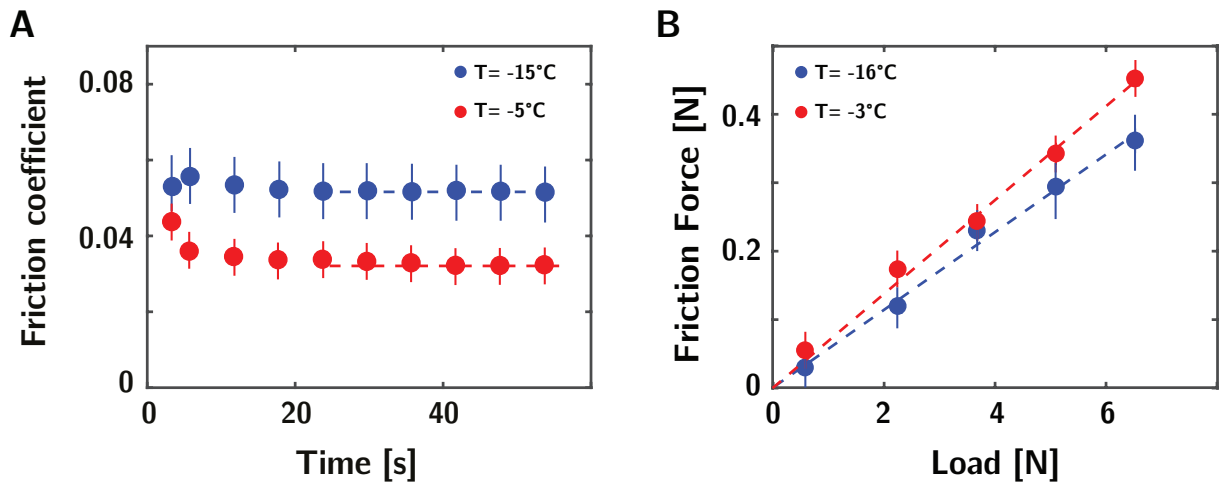 A
Friction coefficient
0.08
0.04
0
T= -15°C
T= -5°C
0
20
40
Time [s]
B
Friction Force [N]
0.4
0.2
0
T= -16°C
T= -3°C
0
2
4
6
Load [N]